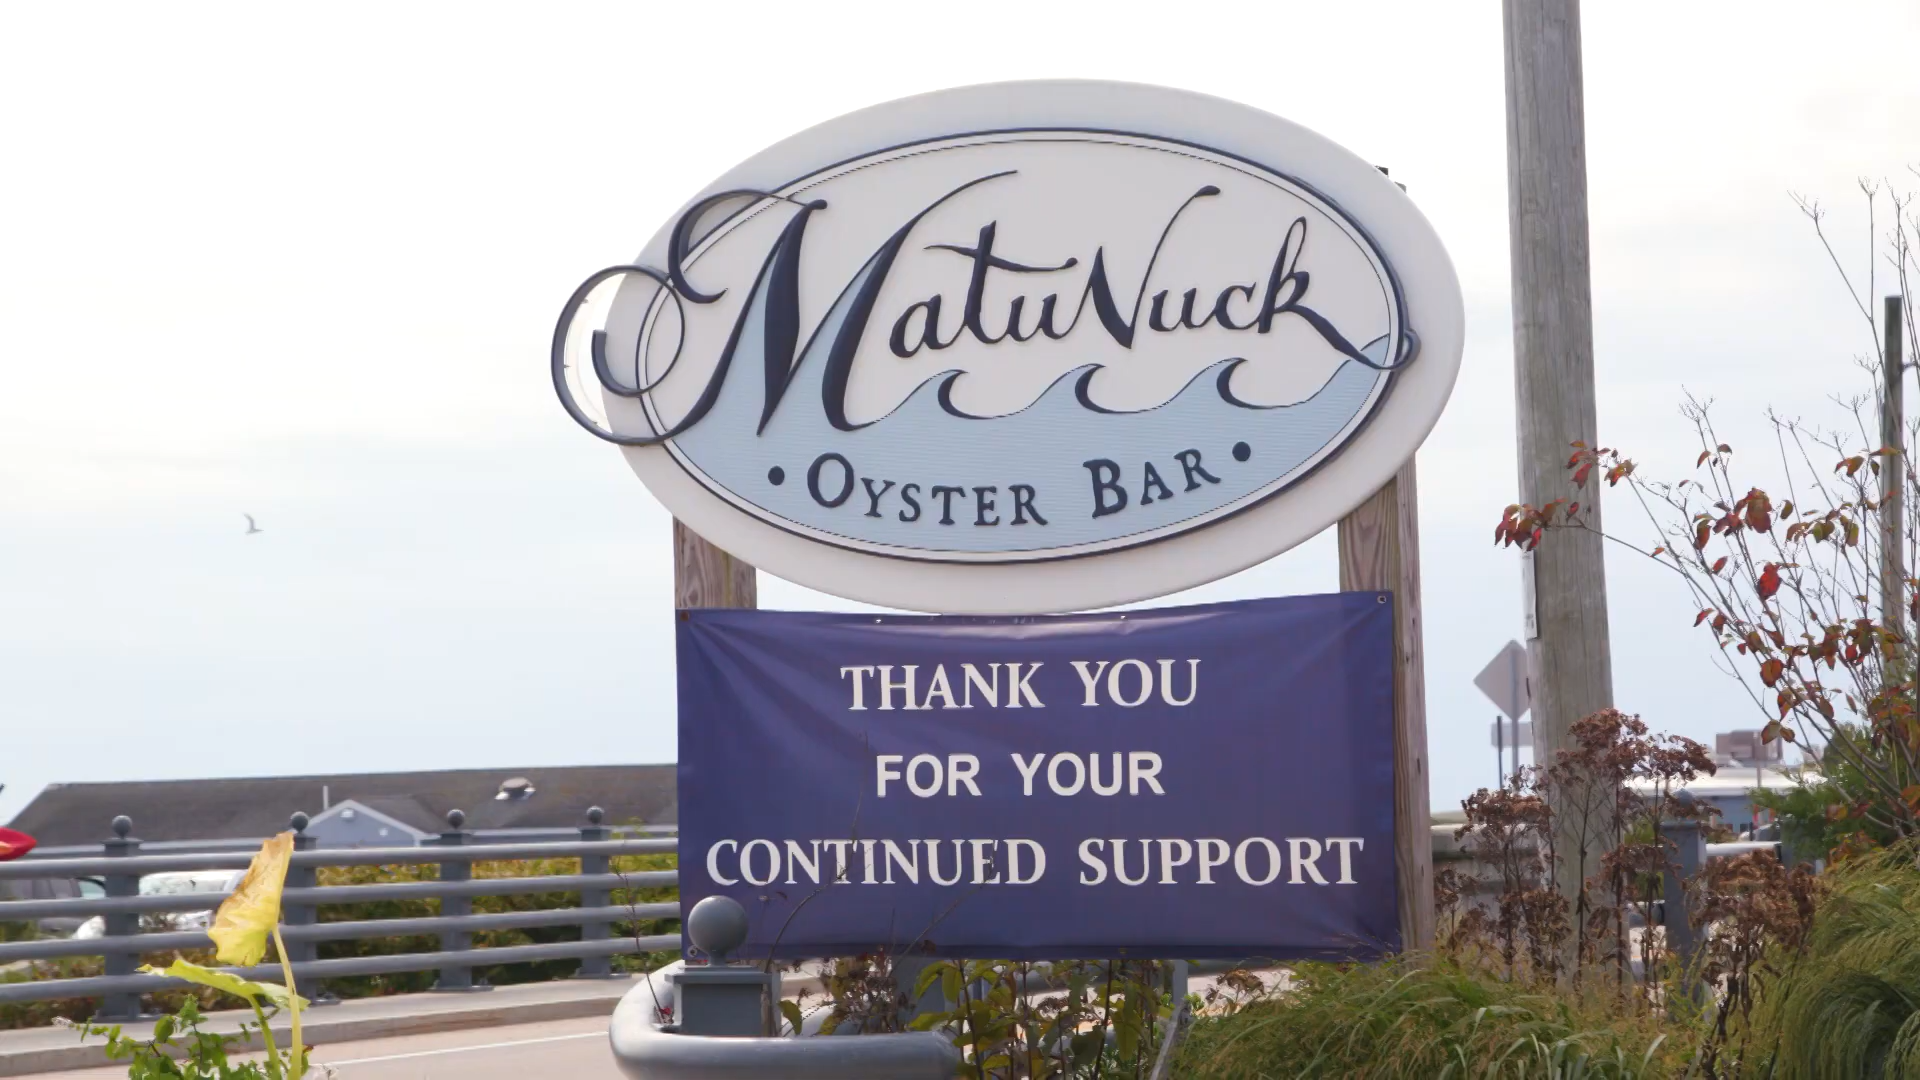 MatuNuck
• OYSTER BAR •
THANK YOU
FOR YOUR
CONTINUED SUPPORT